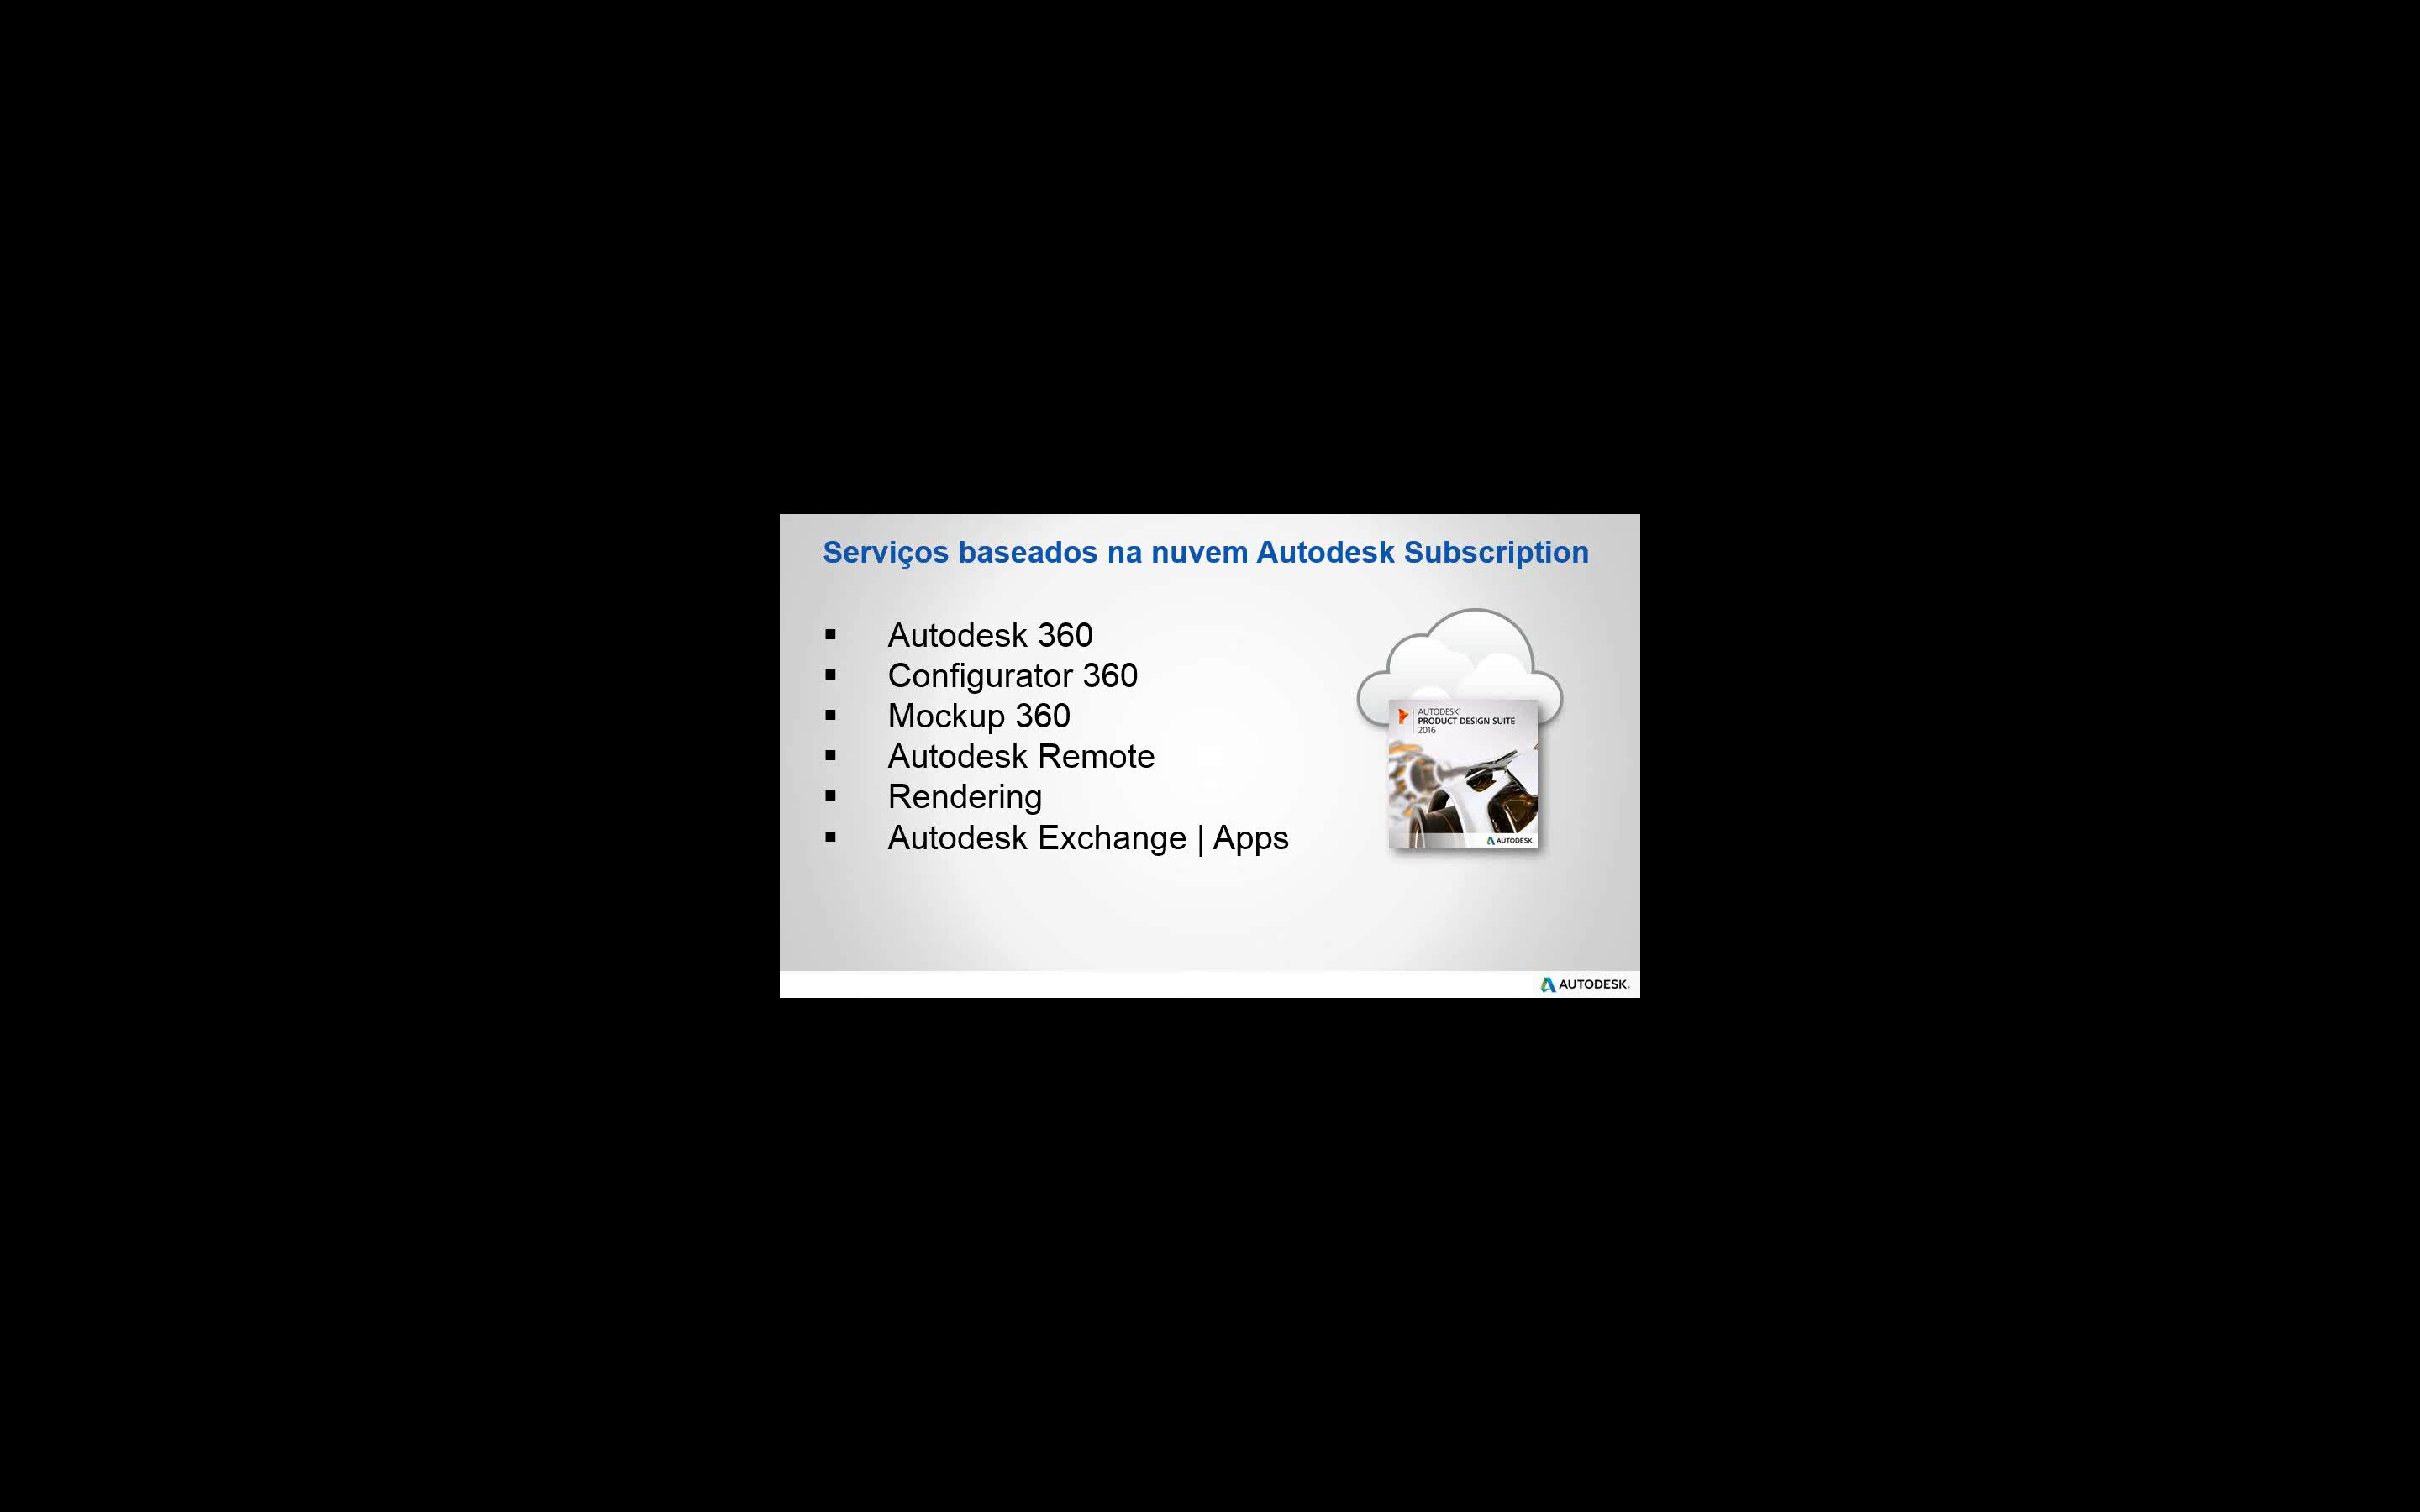 Serviços baseados na nuvem Autodesk Subscription
▪ Autodesk 360
▪ Configurator 360
▪ Mockup 360
▪ Autodesk Remote
▪ Rendering
▪ Autodesk Exchange | Apps
AUTODESK®
PRODUCT DESIGN SUITE
2016
AUTODESK.
AUTODESK.